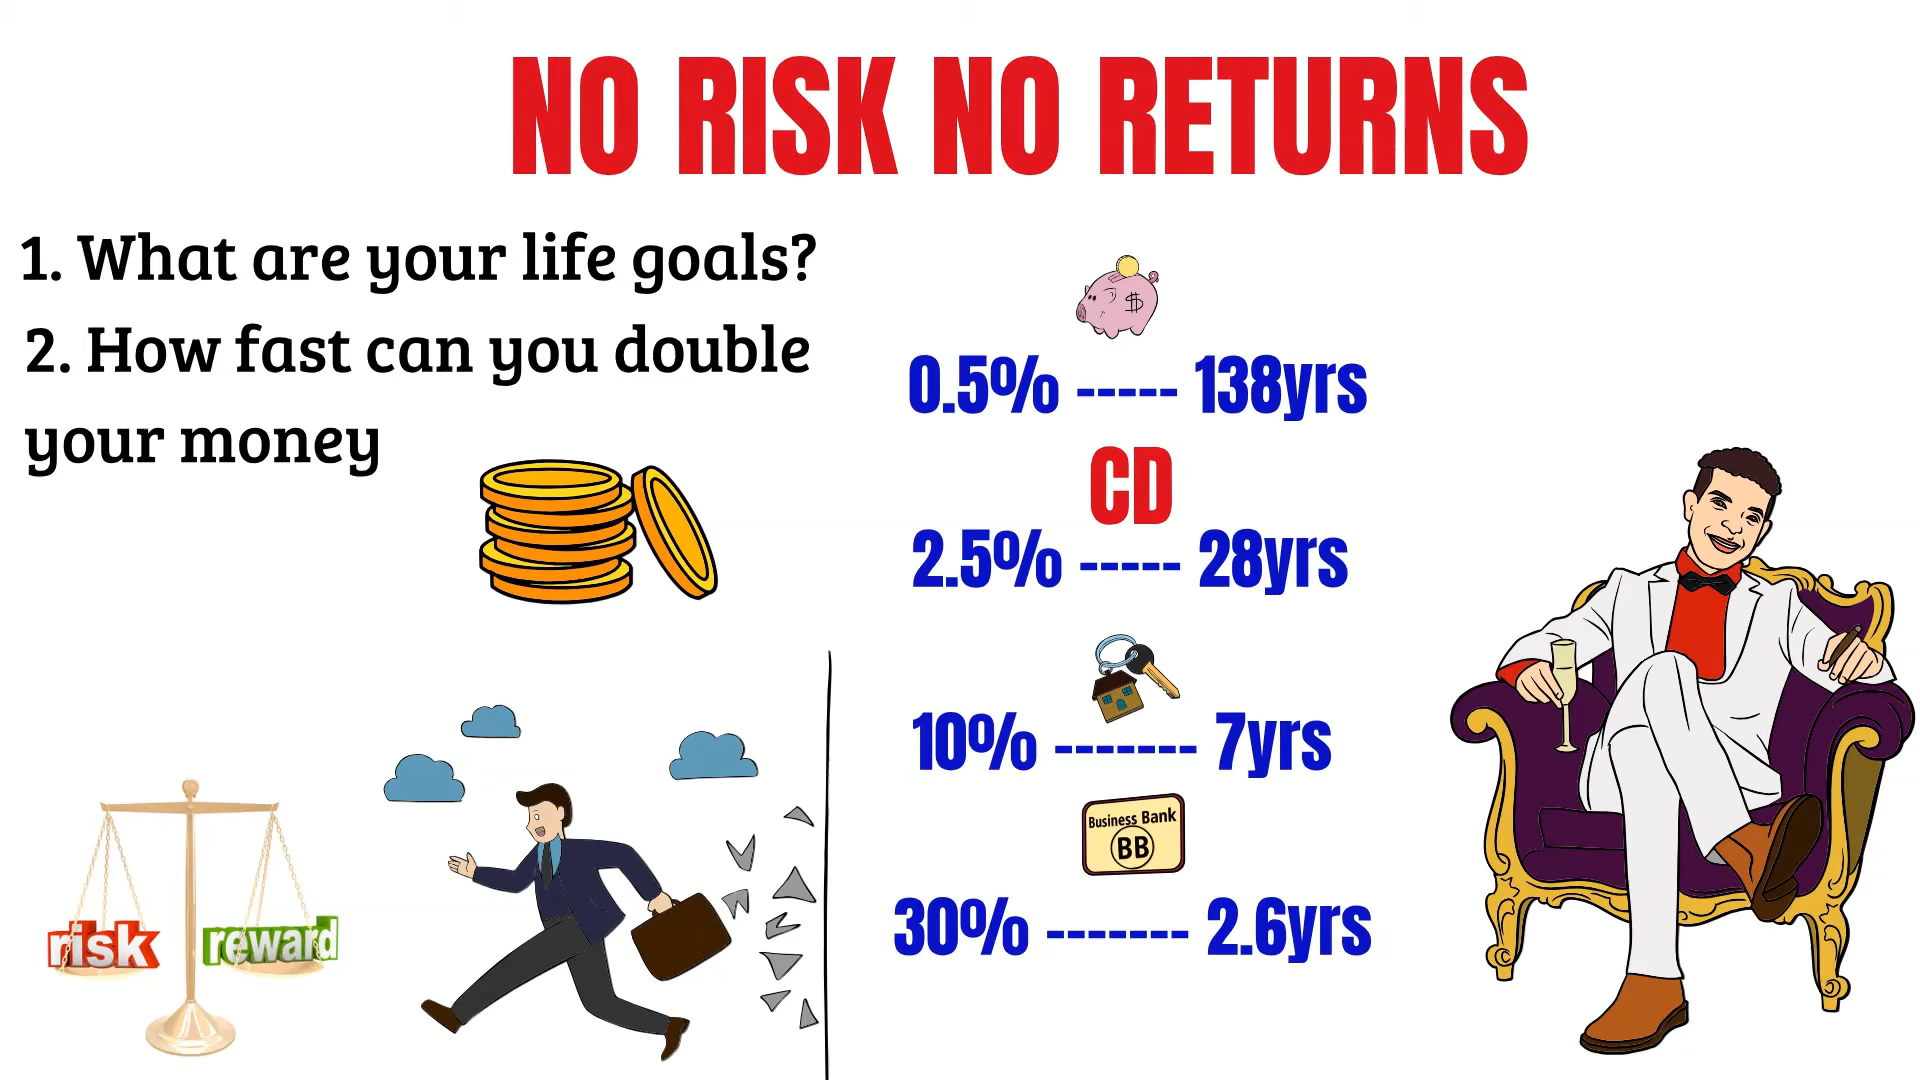 NO RISK NO RETURNS
1. What are your life goals?
2. How fast can you double
your money
$
0.5% ----- 138yrs
CD
2.5% ----- 28yrs
10% ------- 7yrs
Business Bank
BB
30% ------- 2.6yrs
risk
reward